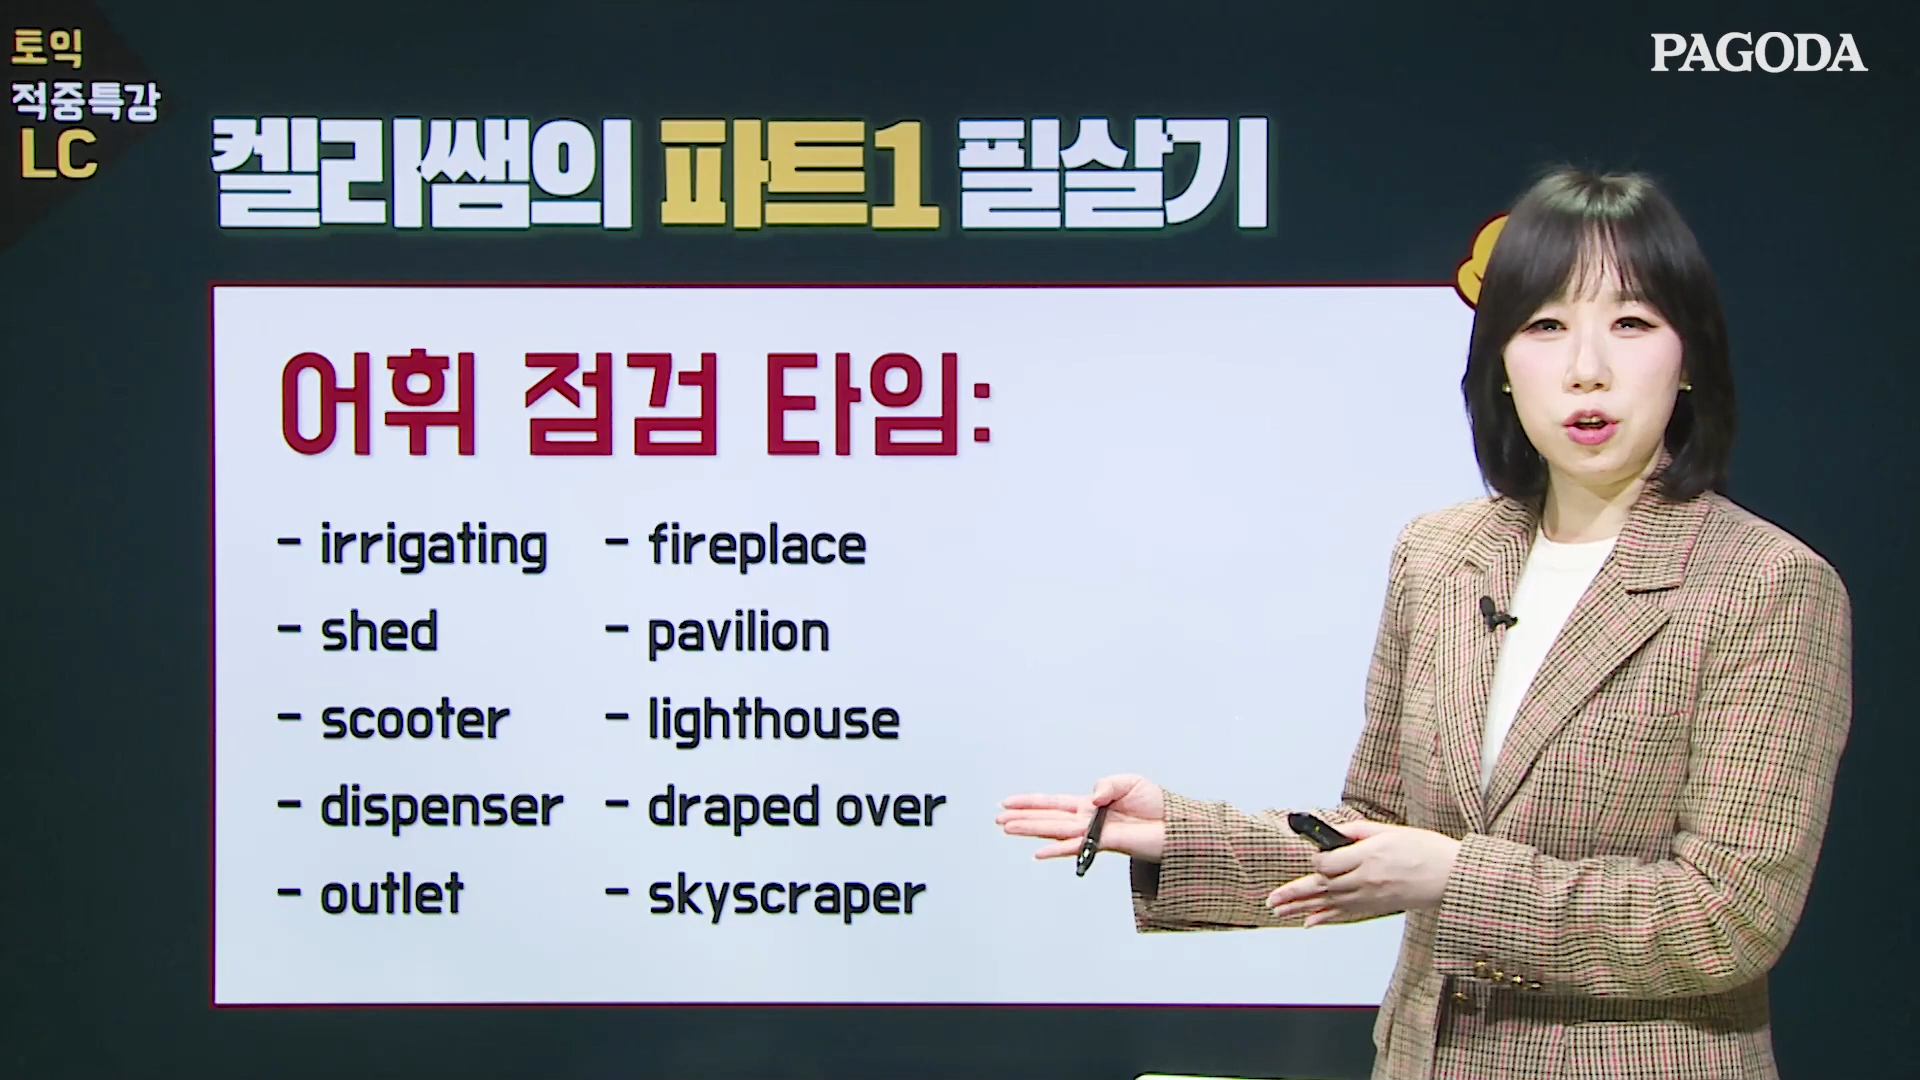 토익
적중특강
LC
PAGODA
켈리쌤의 파트1 필살기
어휘 점검 타임:
- irrigating
- shed
- scooter
- dispenser
- outlet
- fireplace
- pavilion
- lighthouse
- draped over
- skyscraper